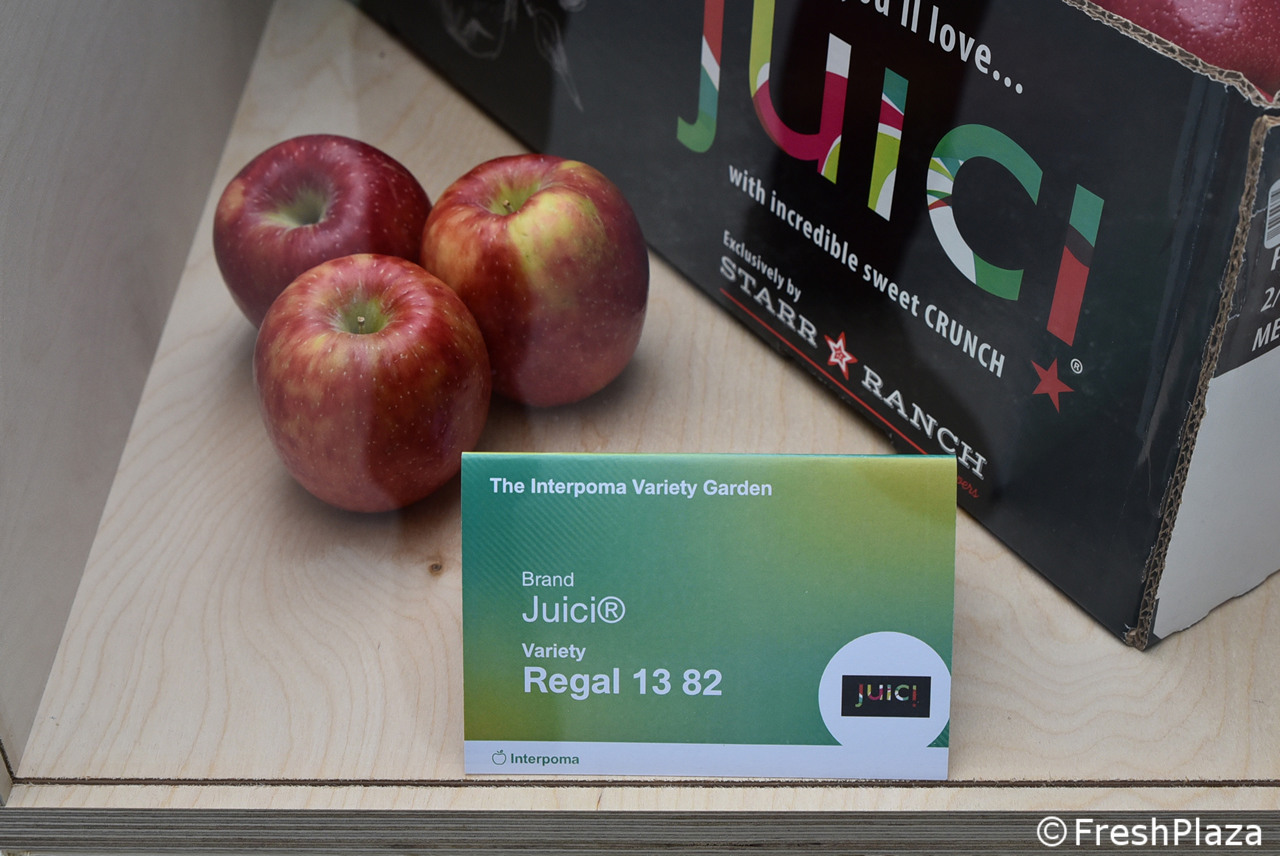 you'll love...
juici
with incredible sweet CRUNCH
Exclusively by
STARR RANCH
®
The Interpoma Variety Garden
Brand
Juici®
Variety
Regal 13 82
juici
Interpoma
©FreshPlaza